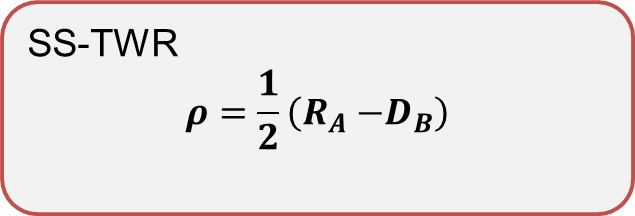 SS-TWR
ρ = 1/2 (R_A − D_B)